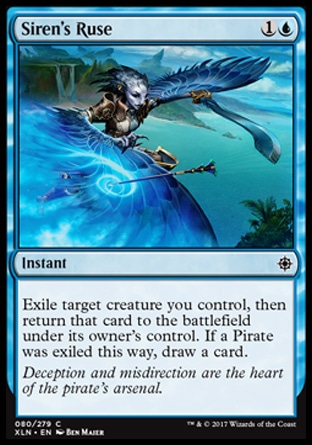 Siren's Ruse 1
Instant
Exile target creature you control, then
return that card to the battlefield
under its owner's control. If a Pirate
was exiled this way, draw a card.
Deception and misdirection are the heart
of the pirate's arsenal.
080/279 C
XLN • EN BEN MAIER ™ & © 2017 Wizards of the Coast